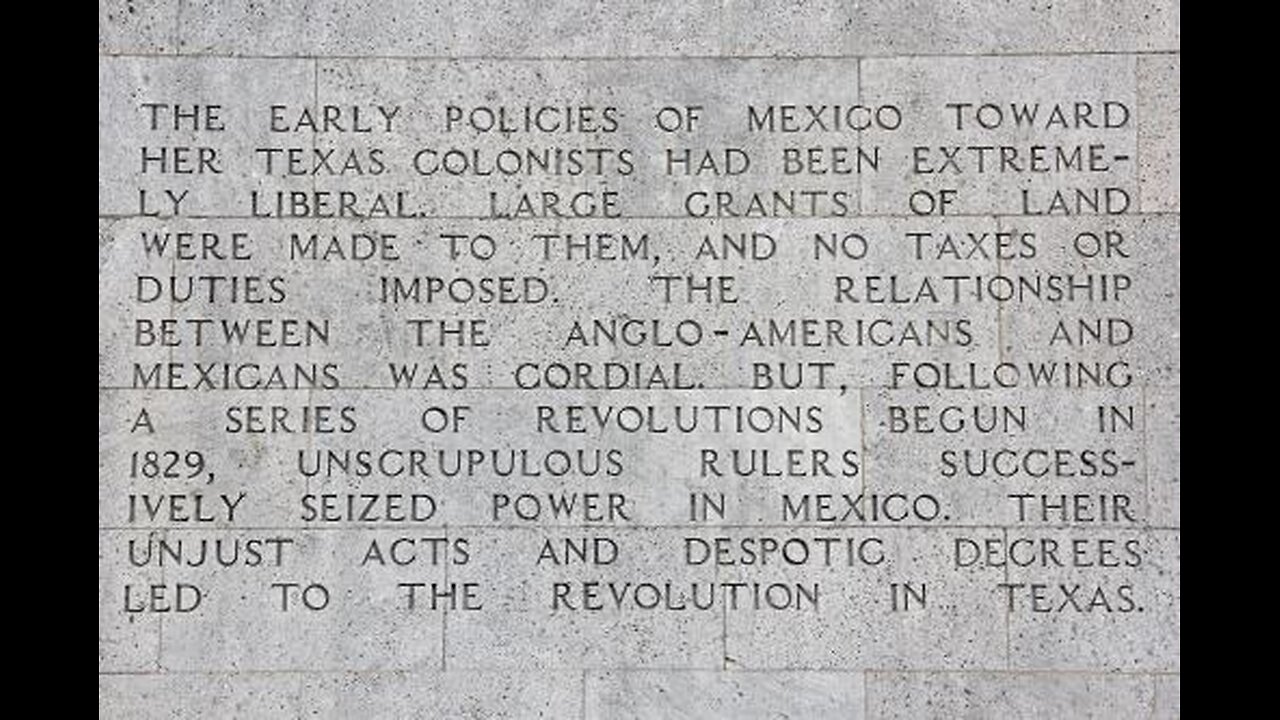 THE EARLY POLICIES OF MEXICO TOWARD
HER TEXAS COLONISTS HAD BEEN EXTREME-
LY LIBERAL. LARGE GRANTS OF LAND
WERE MADE TO THEM, AND NO TAXES OR
DUTIES IMPOSED. THE RELATIONSHIP
BETWEEN THE ANGLO-AMERICANS AND
MEXICANS WAS CORDIAL. BUT, FOLLOWING
A SERIES OF REVOLUTIONS BEGUN IN
1829, UNSCRUPULOUS RULERS SUCCESS-
IVELY SEIZED POWER IN MEXICO. THEIR
UNJUST ACTS AND DESPOTIC DECREES
LED TO THE REVOLUTION IN TEXAS.